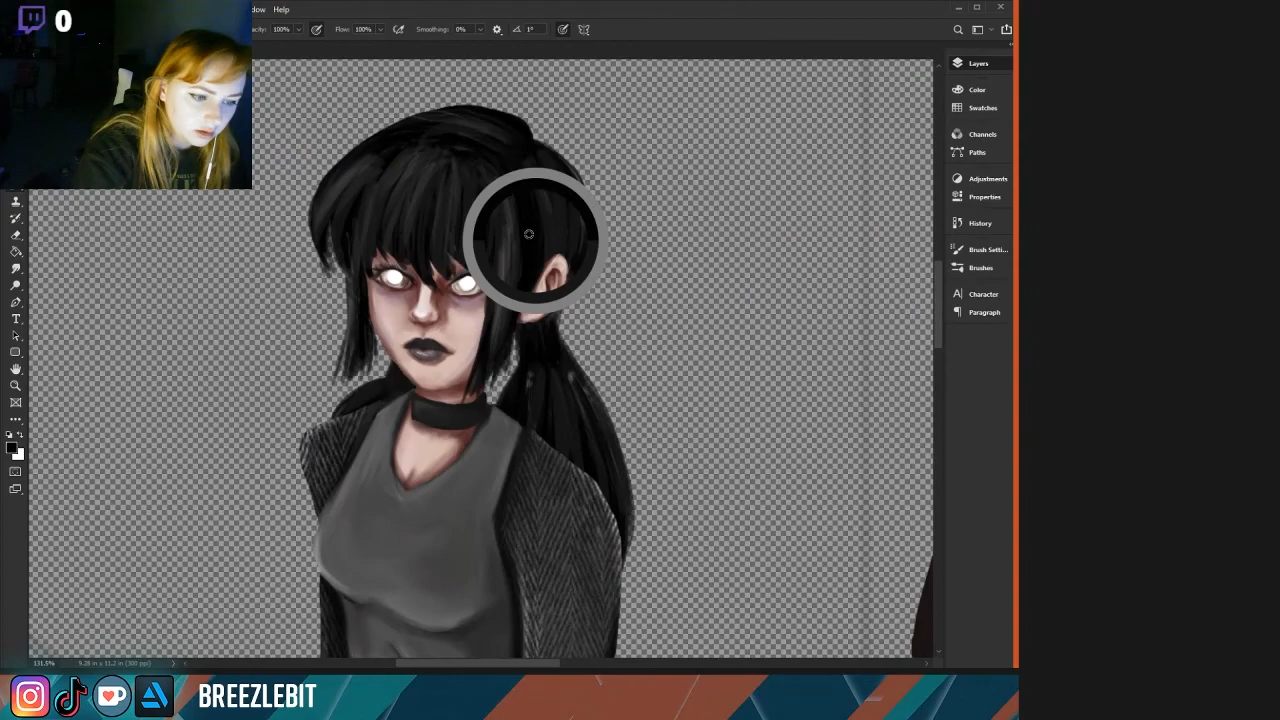 0
dow Help
acity: 100% Flow: 100% Smoothing: 0% 1°
Layers
Color
Swatches
Channels
Paths
Adjustments
Properties
History
Brush Setti...
Brushes
Character
Paragraph
131.5% 9.28 in x 11.2 in (300 ppi)
BREEZLEBIT